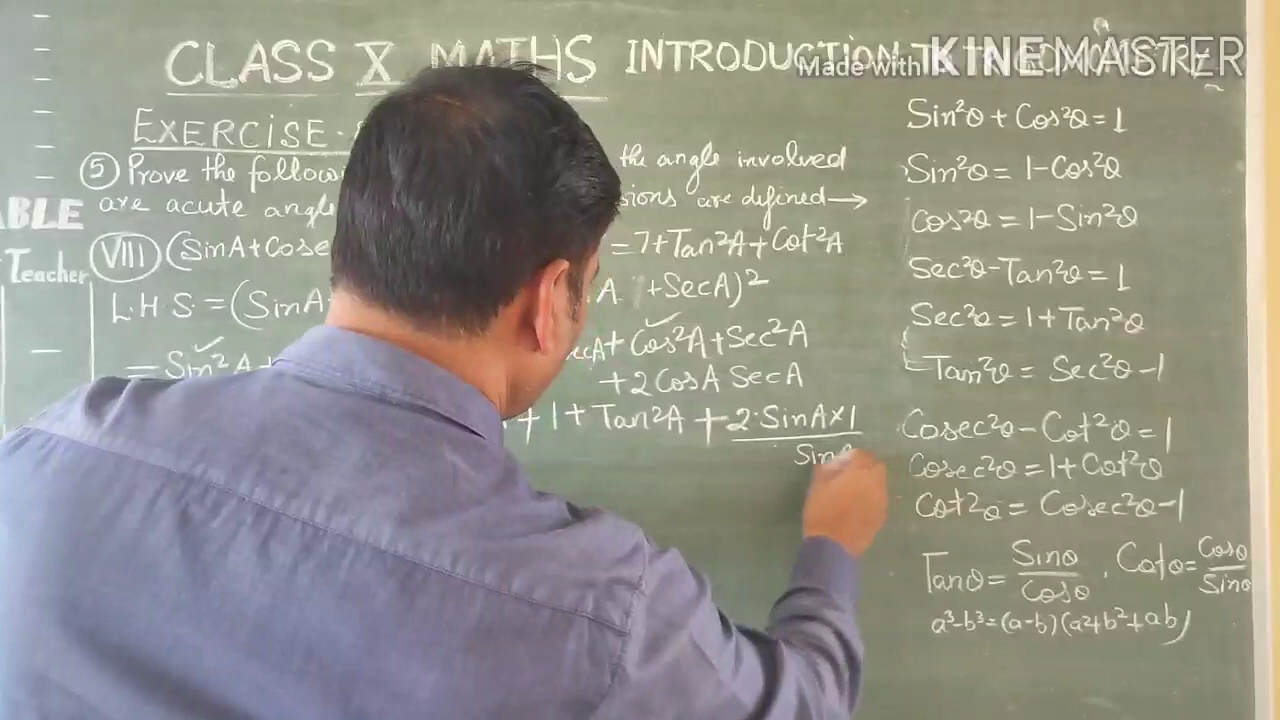 CLASS X MATHS INTRODUCTION
Made with KINEMASTER
EXERCISE
(5) Prove the follow the angle involved
are acute angl sions are defined→
(VIII) (SinA+Cose =7+Tan²A+Cot²A
L.H.S. = (SinA A +SecA)²
= Sin²A ecA+ Cos²A+Sec²A
+2CosA SecA
+1+Tan²A+2·SinA×1
Sin
ABLE
Teacher
Sin²θ+Cos²θ=1
Sin²θ=1-Cos²θ
Cos²θ=1-Sin²θ
Sec²θ-Tan²θ=1
Sec²θ=1+Tan²θ
Tan²θ=Sec²θ-1
Cosec²θ-Cot²θ=1
Cosec²θ=1+Cot²θ
Cot²θ=Cosec²θ-1
Tanθ=Sinθ/Cosθ, Cotθ=Cosθ/Sinθ
a³-b³=(a-b)(a²+b²+ab)